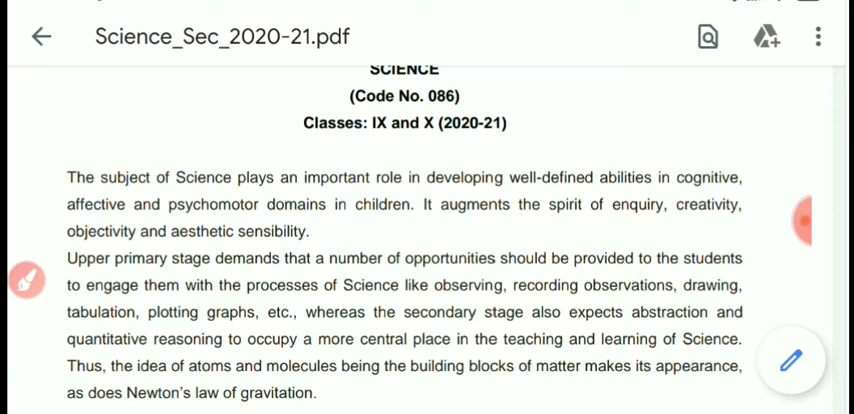 Science_Sec_2020-21.pdf
SCIENCE
(Code No. 086)
Classes: IX and X (2020-21)
The subject of Science plays an important role in developing well-defined abilities in cognitive,
affective and psychomotor domains in children. It augments the spirit of enquiry, creativity,
objectivity and aesthetic sensibility.
Upper primary stage demands that a number of opportunities should be provided to the students
to engage them with the processes of Science like observing, recording observations, drawing,
tabulation, plotting graphs, etc., whereas the secondary stage also expects abstraction and
quantitative reasoning to occupy a more central place in the teaching and learning of Science.
Thus, the idea of atoms and molecules being the building blocks of matter makes its appearance,
as does Newton's law of gravitation.